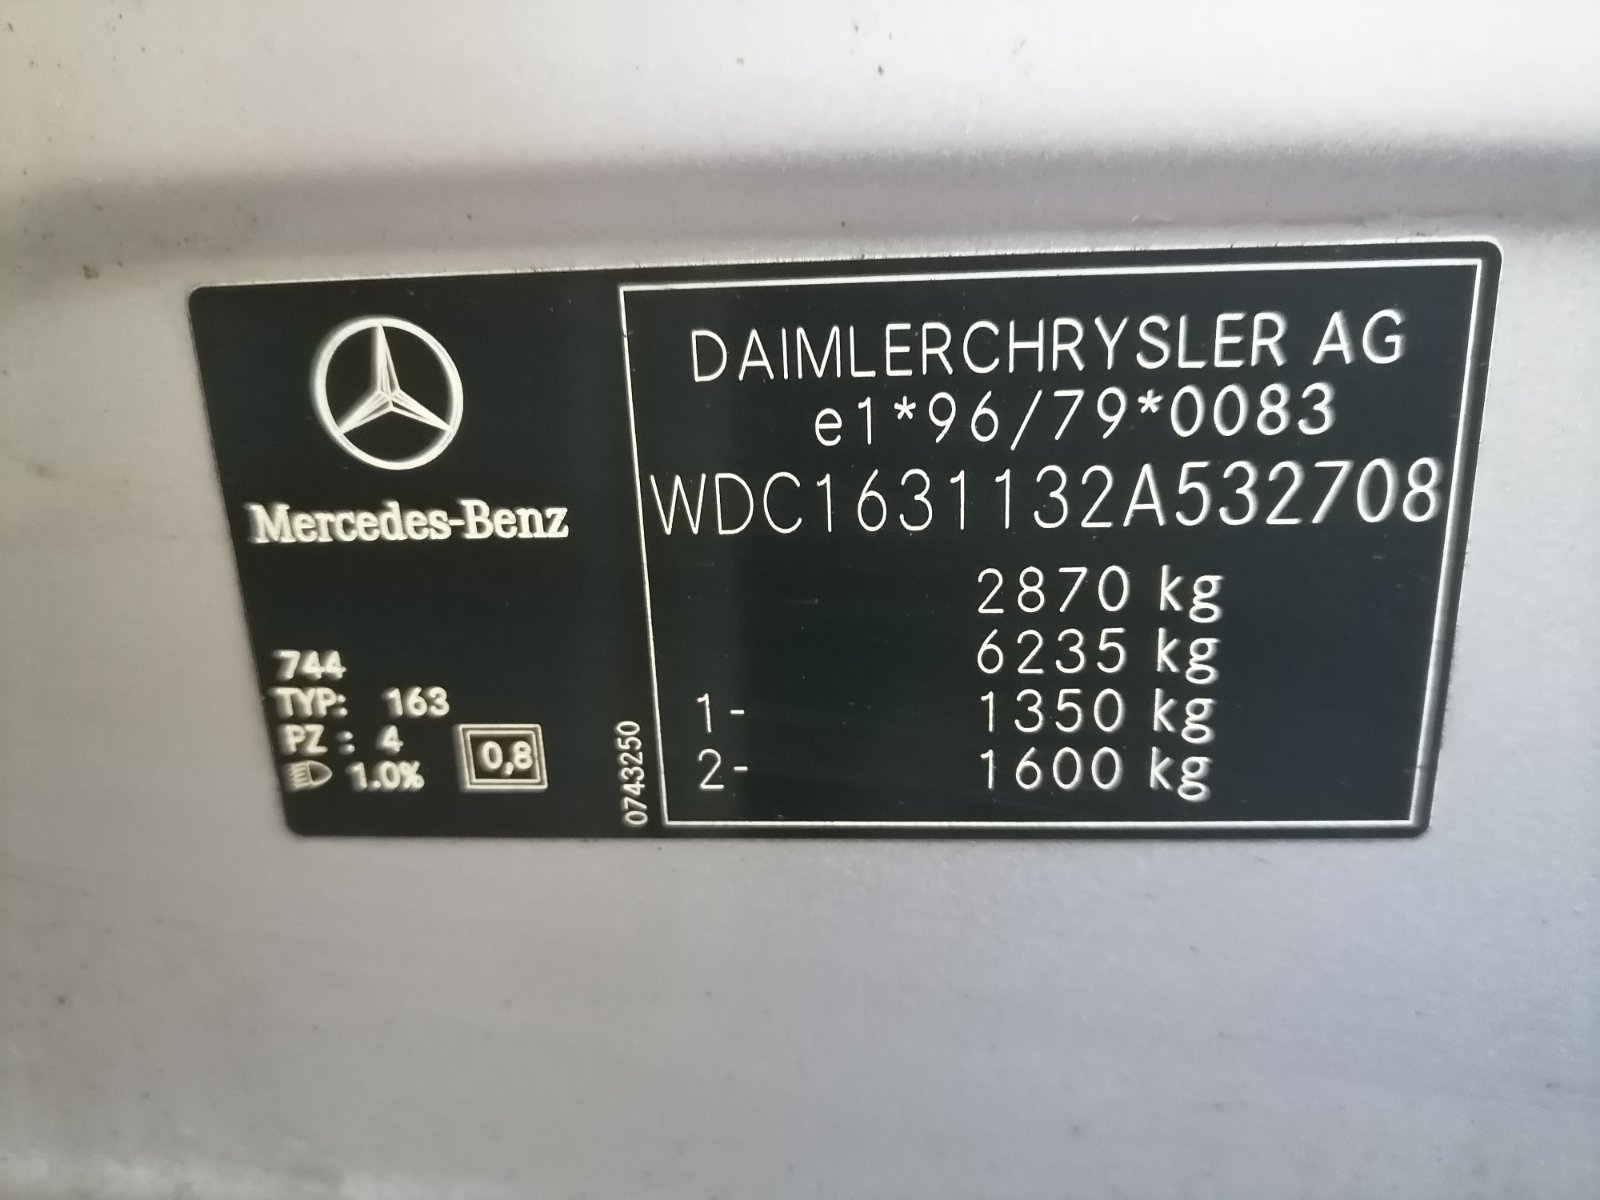 Mercedes-Benz
744
TYP: 163
PZ : 4
1.0%
0,8
0743250
DAIMLERCHRYSLER AG
e1*96/79*0083
WDC1631132A532708
2870 kg
6235 kg
1- 1350 kg
2- 1600 kg